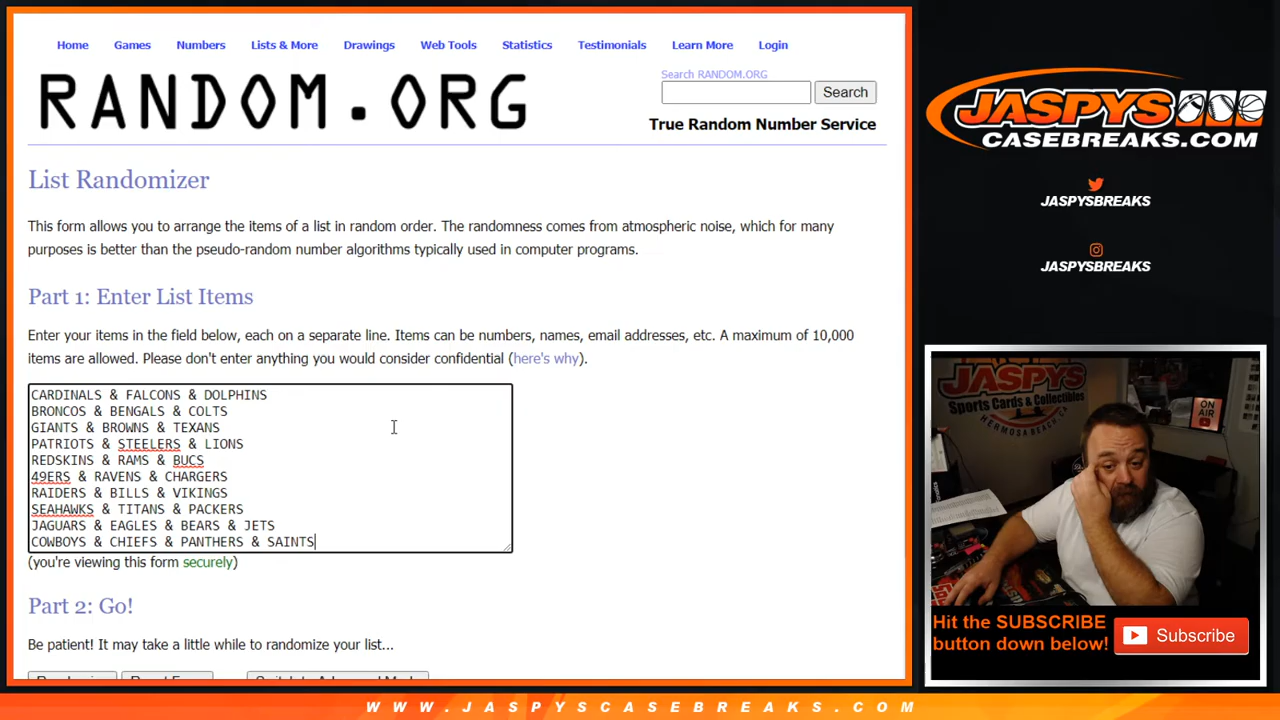 Home Games Numbers Lists & More Drawings Web Tools Statistics Testimonials Learn More Login
RANDOM.ORG
Search RANDOM.ORG
Search
True Random Number Service
List Randomizer
This form allows you to arrange the items of a list in random order. The randomness comes from atmospheric noise, which for many
purposes is better than the pseudo-random number algorithms typically used in computer programs.
Part 1: Enter List Items
Enter your items in the field below, each on a separate line. Items can be numbers, names, email addresses, etc. A maximum of 10,000
items are allowed. Please don't enter anything you would consider confidential (here's why).
CARDINALS & FALCONS & DOLPHINS
BRONCOS & BENGALS & COLTS
GIANTS & BROWNS & TEXANS
PATRIOTS & STEELERS & LIONS
REDSKINS & RAMS & BUCS
49ERS & RAVENS & CHARGERS
RAIDERS & BILLS & VIKINGS
SEAHAWKS & TITANS & PACKERS
JAGUARS & EAGLES & BEARS & JETS
COWBOYS & CHIEFS & PANTHERS & SAINTS
(you're viewing this form securely)
Part 2: Go!
Be patient! It may take a little while to randomize your list...
JASPYS
CASEBREAKS.COM
JASPYSBREAKS
JASPYSBREAKS
JASPYS
Sports Cards & Collectibles
HERMOSA BEACH
ON AIR
Hit the SUBSCRIBE
button down below!
Subscribe
WWW.JASPYSCASEBREAKS.COM